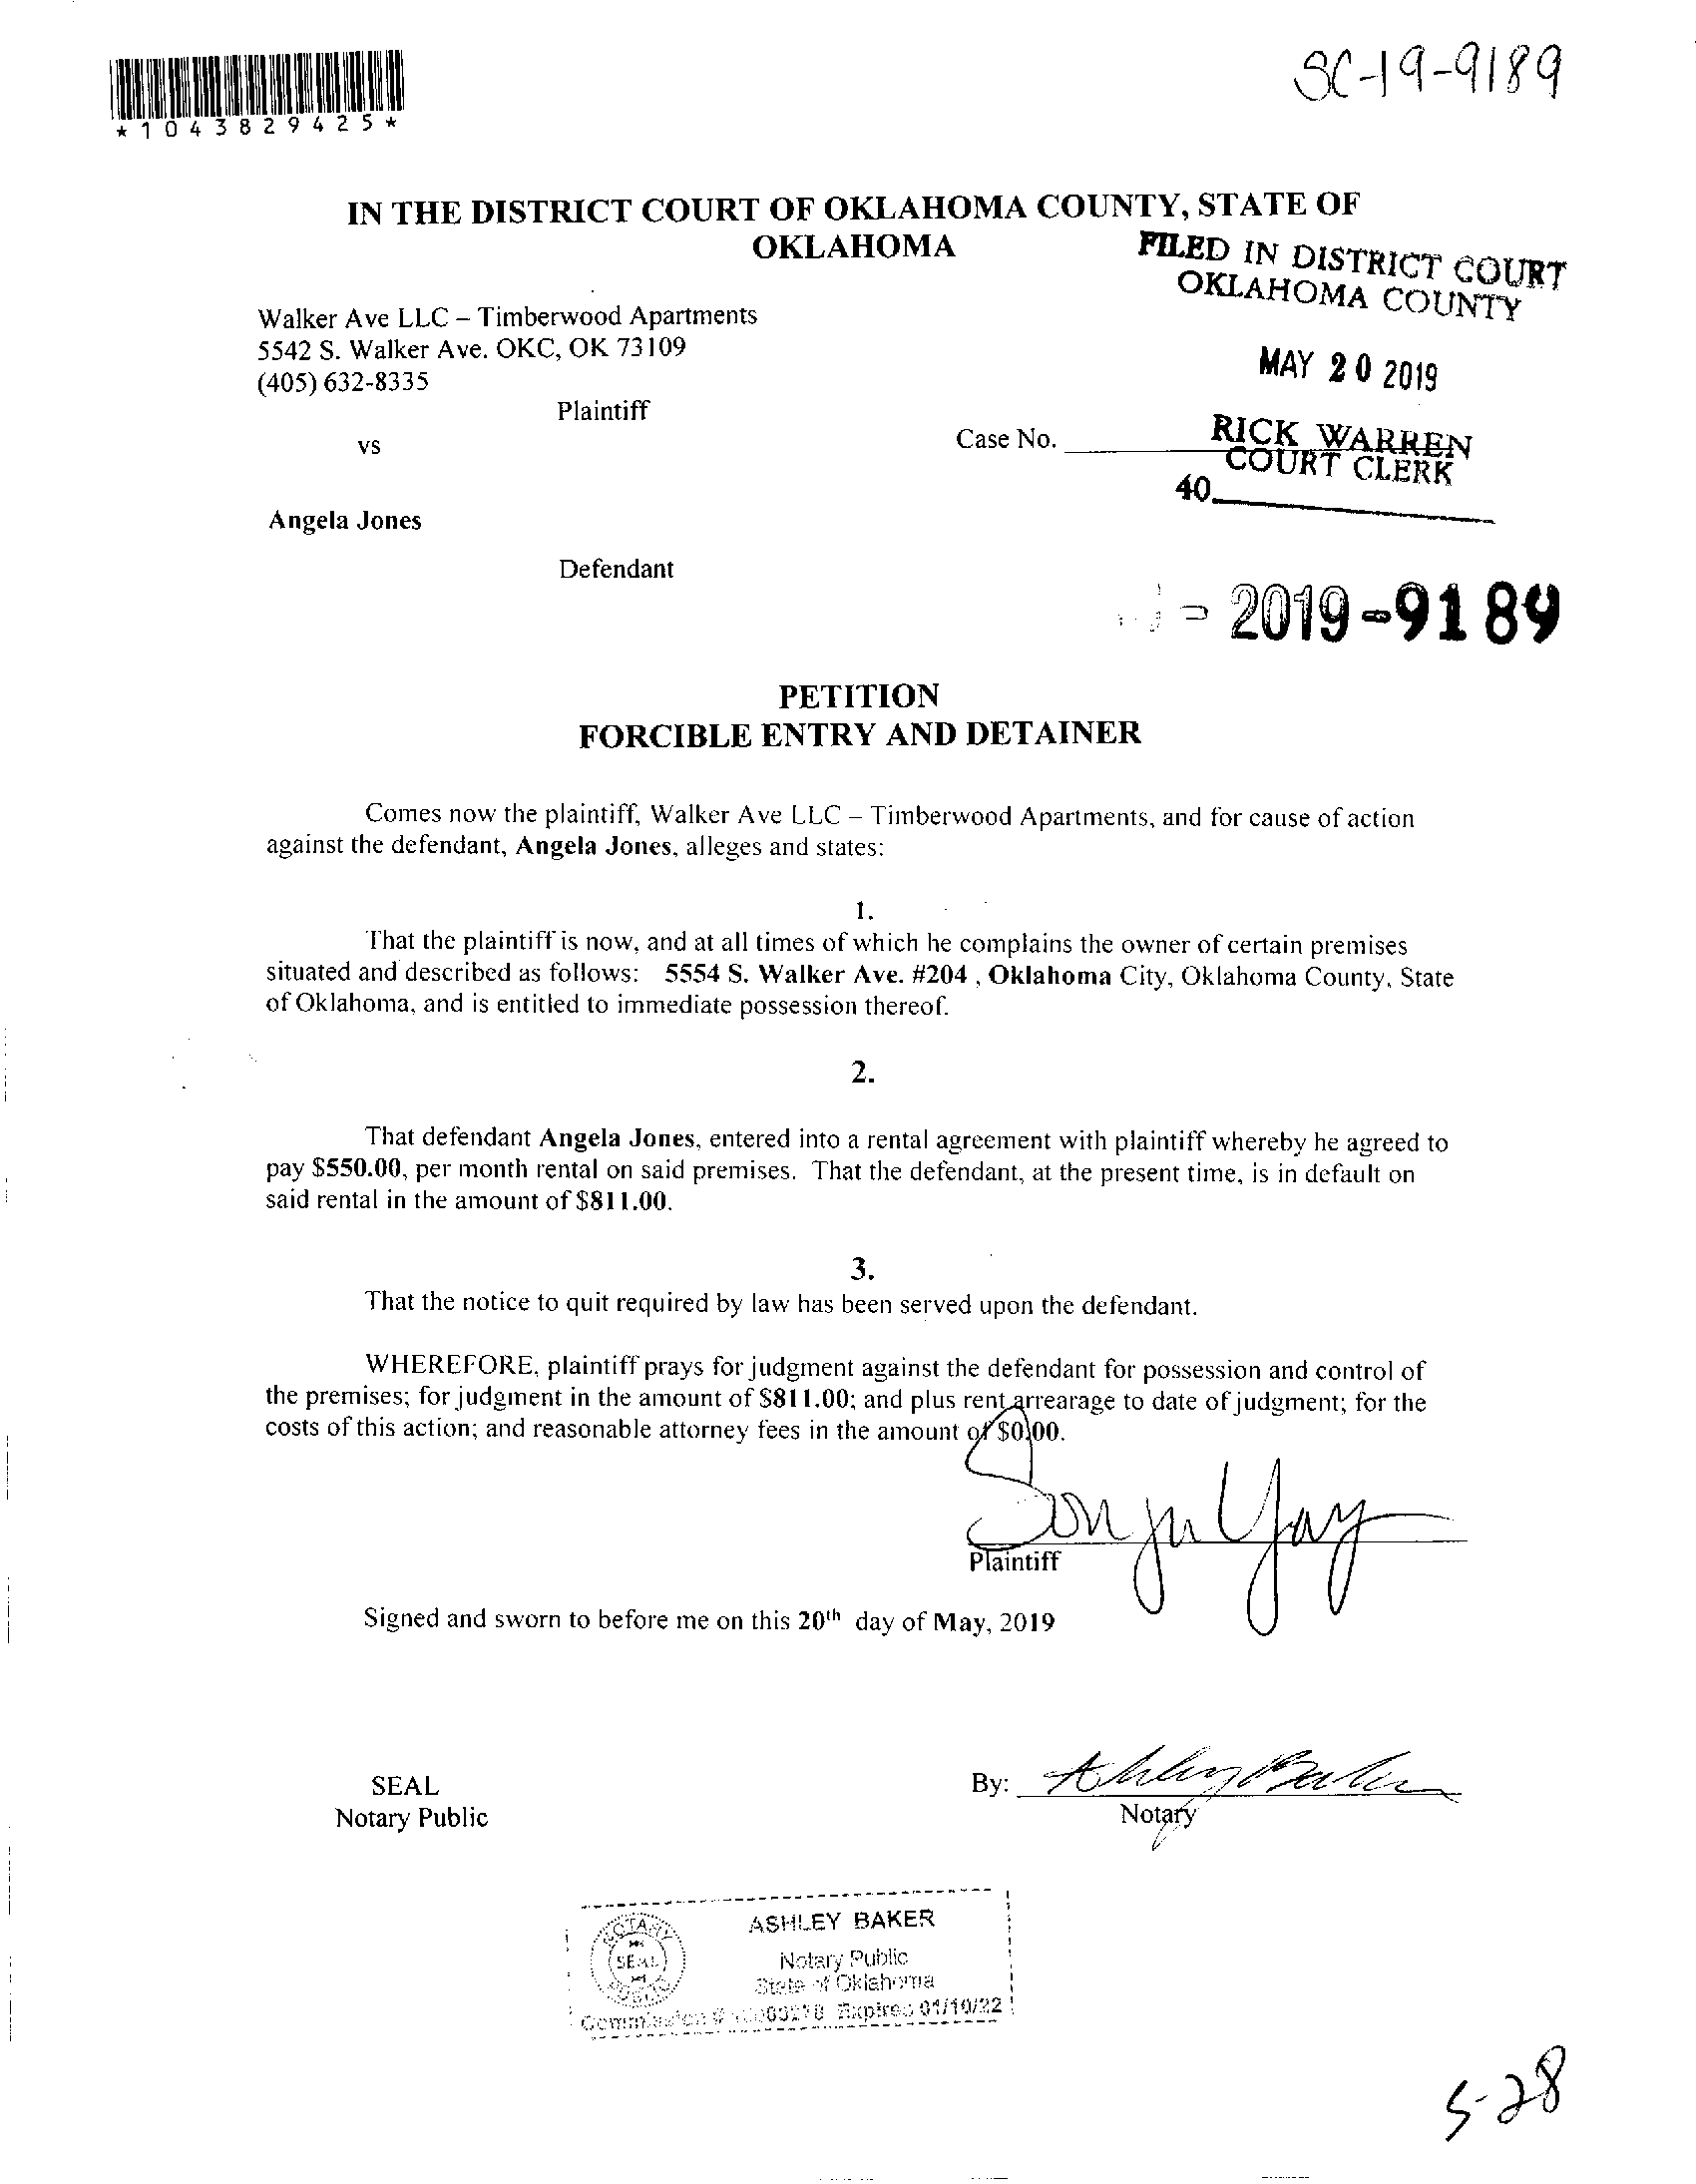 SC-19-9189
*1043829425*
IN THE DISTRICT COURT OF OKLAHOMA COUNTY, STATE OF
OKLAHOMA
FILED IN DISTRICT COURT
OKLAHOMA COUNTY
Walker Ave LLC – Timberwood Apartments
5542 S. Walker Ave. OKC, OK 73109
(405) 632-8335
MAY 20 2019
Plaintiff
vs
Case No.
RICK WARREN
COURT CLERK
40
Angela Jones
Defendant
- 2019-9189
PETITION
FORCIBLE ENTRY AND DETAINER
Comes now the plaintiff, Walker Ave LLC – Timberwood Apartments, and for cause of action
against the defendant, Angela Jones, alleges and states:
1.
That the plaintiff is now, and at all times of which he complains the owner of certain premises
situated and described as follows: 5554 S. Walker Ave. #204 , Oklahoma City, Oklahoma County, State
of Oklahoma, and is entitled to immediate possession thereof.
2.
That defendant Angela Jones, entered into a rental agreement with plaintiff whereby he agreed to
pay $550.00, per month rental on said premises. That the defendant, at the present time, is in default on
said rental in the amount of $811.00.
3.
That the notice to quit required by law has been served upon the defendant.
WHEREFORE, plaintiff prays for judgment against the defendant for possession and control of
the premises; for judgment in the amount of $811.00; and plus rent arrearage to date of judgment; for the
costs of this action; and reasonable attorney fees in the amount of $0.00.
Plaintiff
Signed and sworn to before me on this 20th day of May, 2019
SEAL
Notary Public
By: Ashley Baker
Notary
NOTARY
SEAL
PUBLIC
ASHLEY BAKER
Notary Public
State of Oklahoma
Commission # Expires 01/10/22
5-28